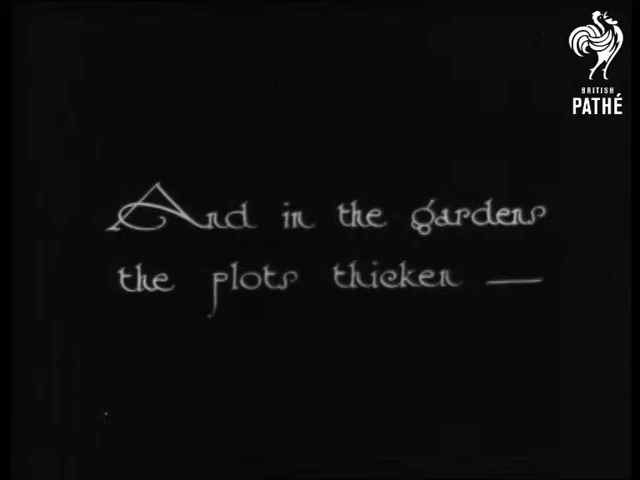 BRITISH
PATHÉ
And in the gardens
the plots thicken —